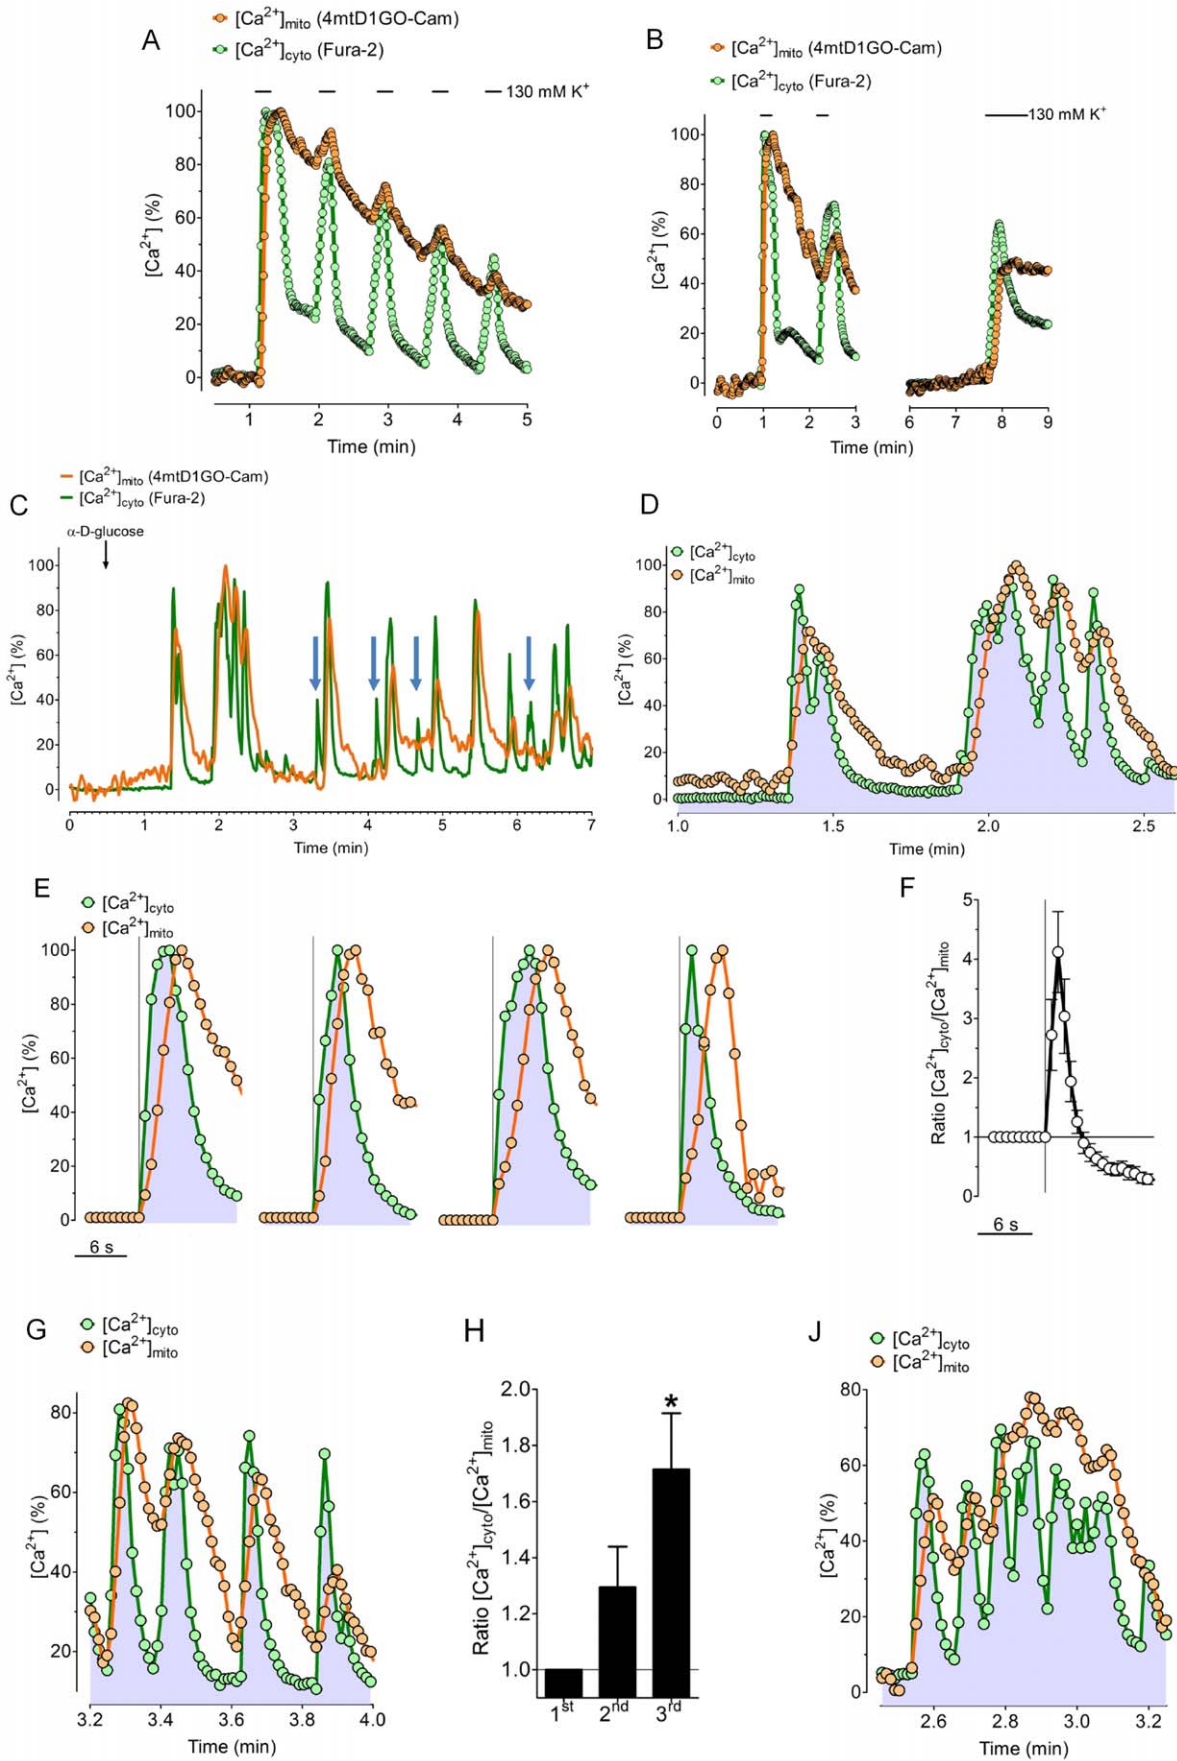 A
[Ca²⁺]mito (4mtD1GO-Cam)
[Ca²⁺]cyto (Fura-2)
130 mM K⁺
[Ca²⁺] (%)
100
80
60
40
20
0
1 2 3 4 5
Time (min)
B
[Ca²⁺]mito (4mtD1GO-Cam)
[Ca²⁺]cyto (Fura-2)
130 mM K⁺
[Ca²⁺] (%)
100
80
60
40
20
0
0 1 2 3 6 7 8 9
Time (min)
C
[Ca²⁺]mito (4mtD1GO-Cam)
[Ca²⁺]cyto (Fura-2)
α-D-glucose
[Ca²⁺] (%)
100
80
60
40
20
0
0 1 2 3 4 5 6 7
Time (min)
D
[Ca²⁺]cyto
[Ca²⁺]mito
[Ca²⁺] (%)
100
80
60
40
20
0
1.0 1.5 2.0 2.5
Time (min)
E
[Ca²⁺]cyto
[Ca²⁺]mito
[Ca²⁺] (%)
100
80
60
40
20
0
6 s
F
Ratio [Ca²⁺]cyto/[Ca²⁺]mito
5
4
3
2
1
0
6 s
G
[Ca²⁺]cyto
[Ca²⁺]mito
[Ca²⁺] (%)
80
60
40
20
3.2 3.4 3.6 3.8 4.0
Time (min)
H
Ratio [Ca²⁺]cyto/[Ca²⁺]mito
2.0
1.8
1.6
1.4
1.2
1.0
*
1st 2nd 3rd
J
[Ca²⁺]cyto
[Ca²⁺]mito
[Ca²⁺] (%)
80
60
40
20
0
2.6 2.8 3.0 3.2
Time (min)